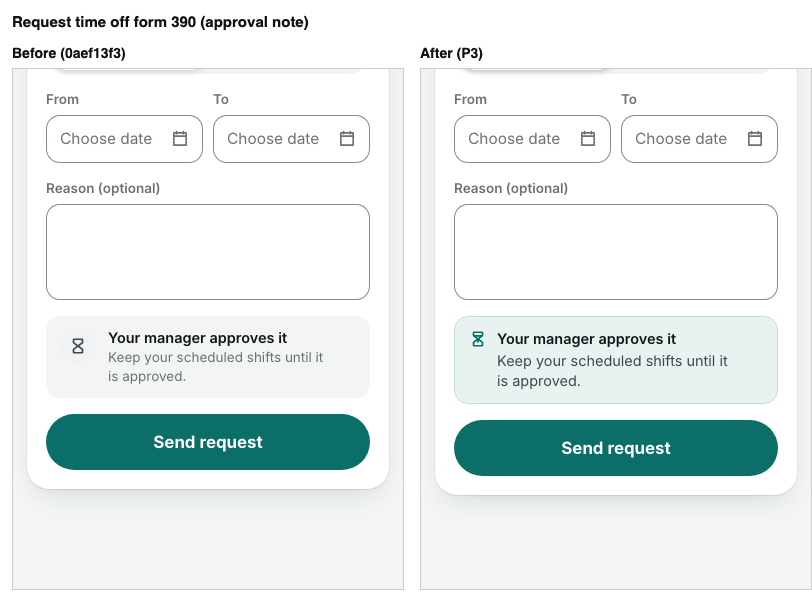 Request time off form 390 (approval note)
Before (0aef13f3)
From
To
Choose date
Choose date
Reason (optional)
Your manager approves it
Keep your scheduled shifts until it
is approved.
Send request
After (P3)
From
To
Choose date
Choose date
Reason (optional)
Your manager approves it
Keep your scheduled shifts until it
is approved.
Send request